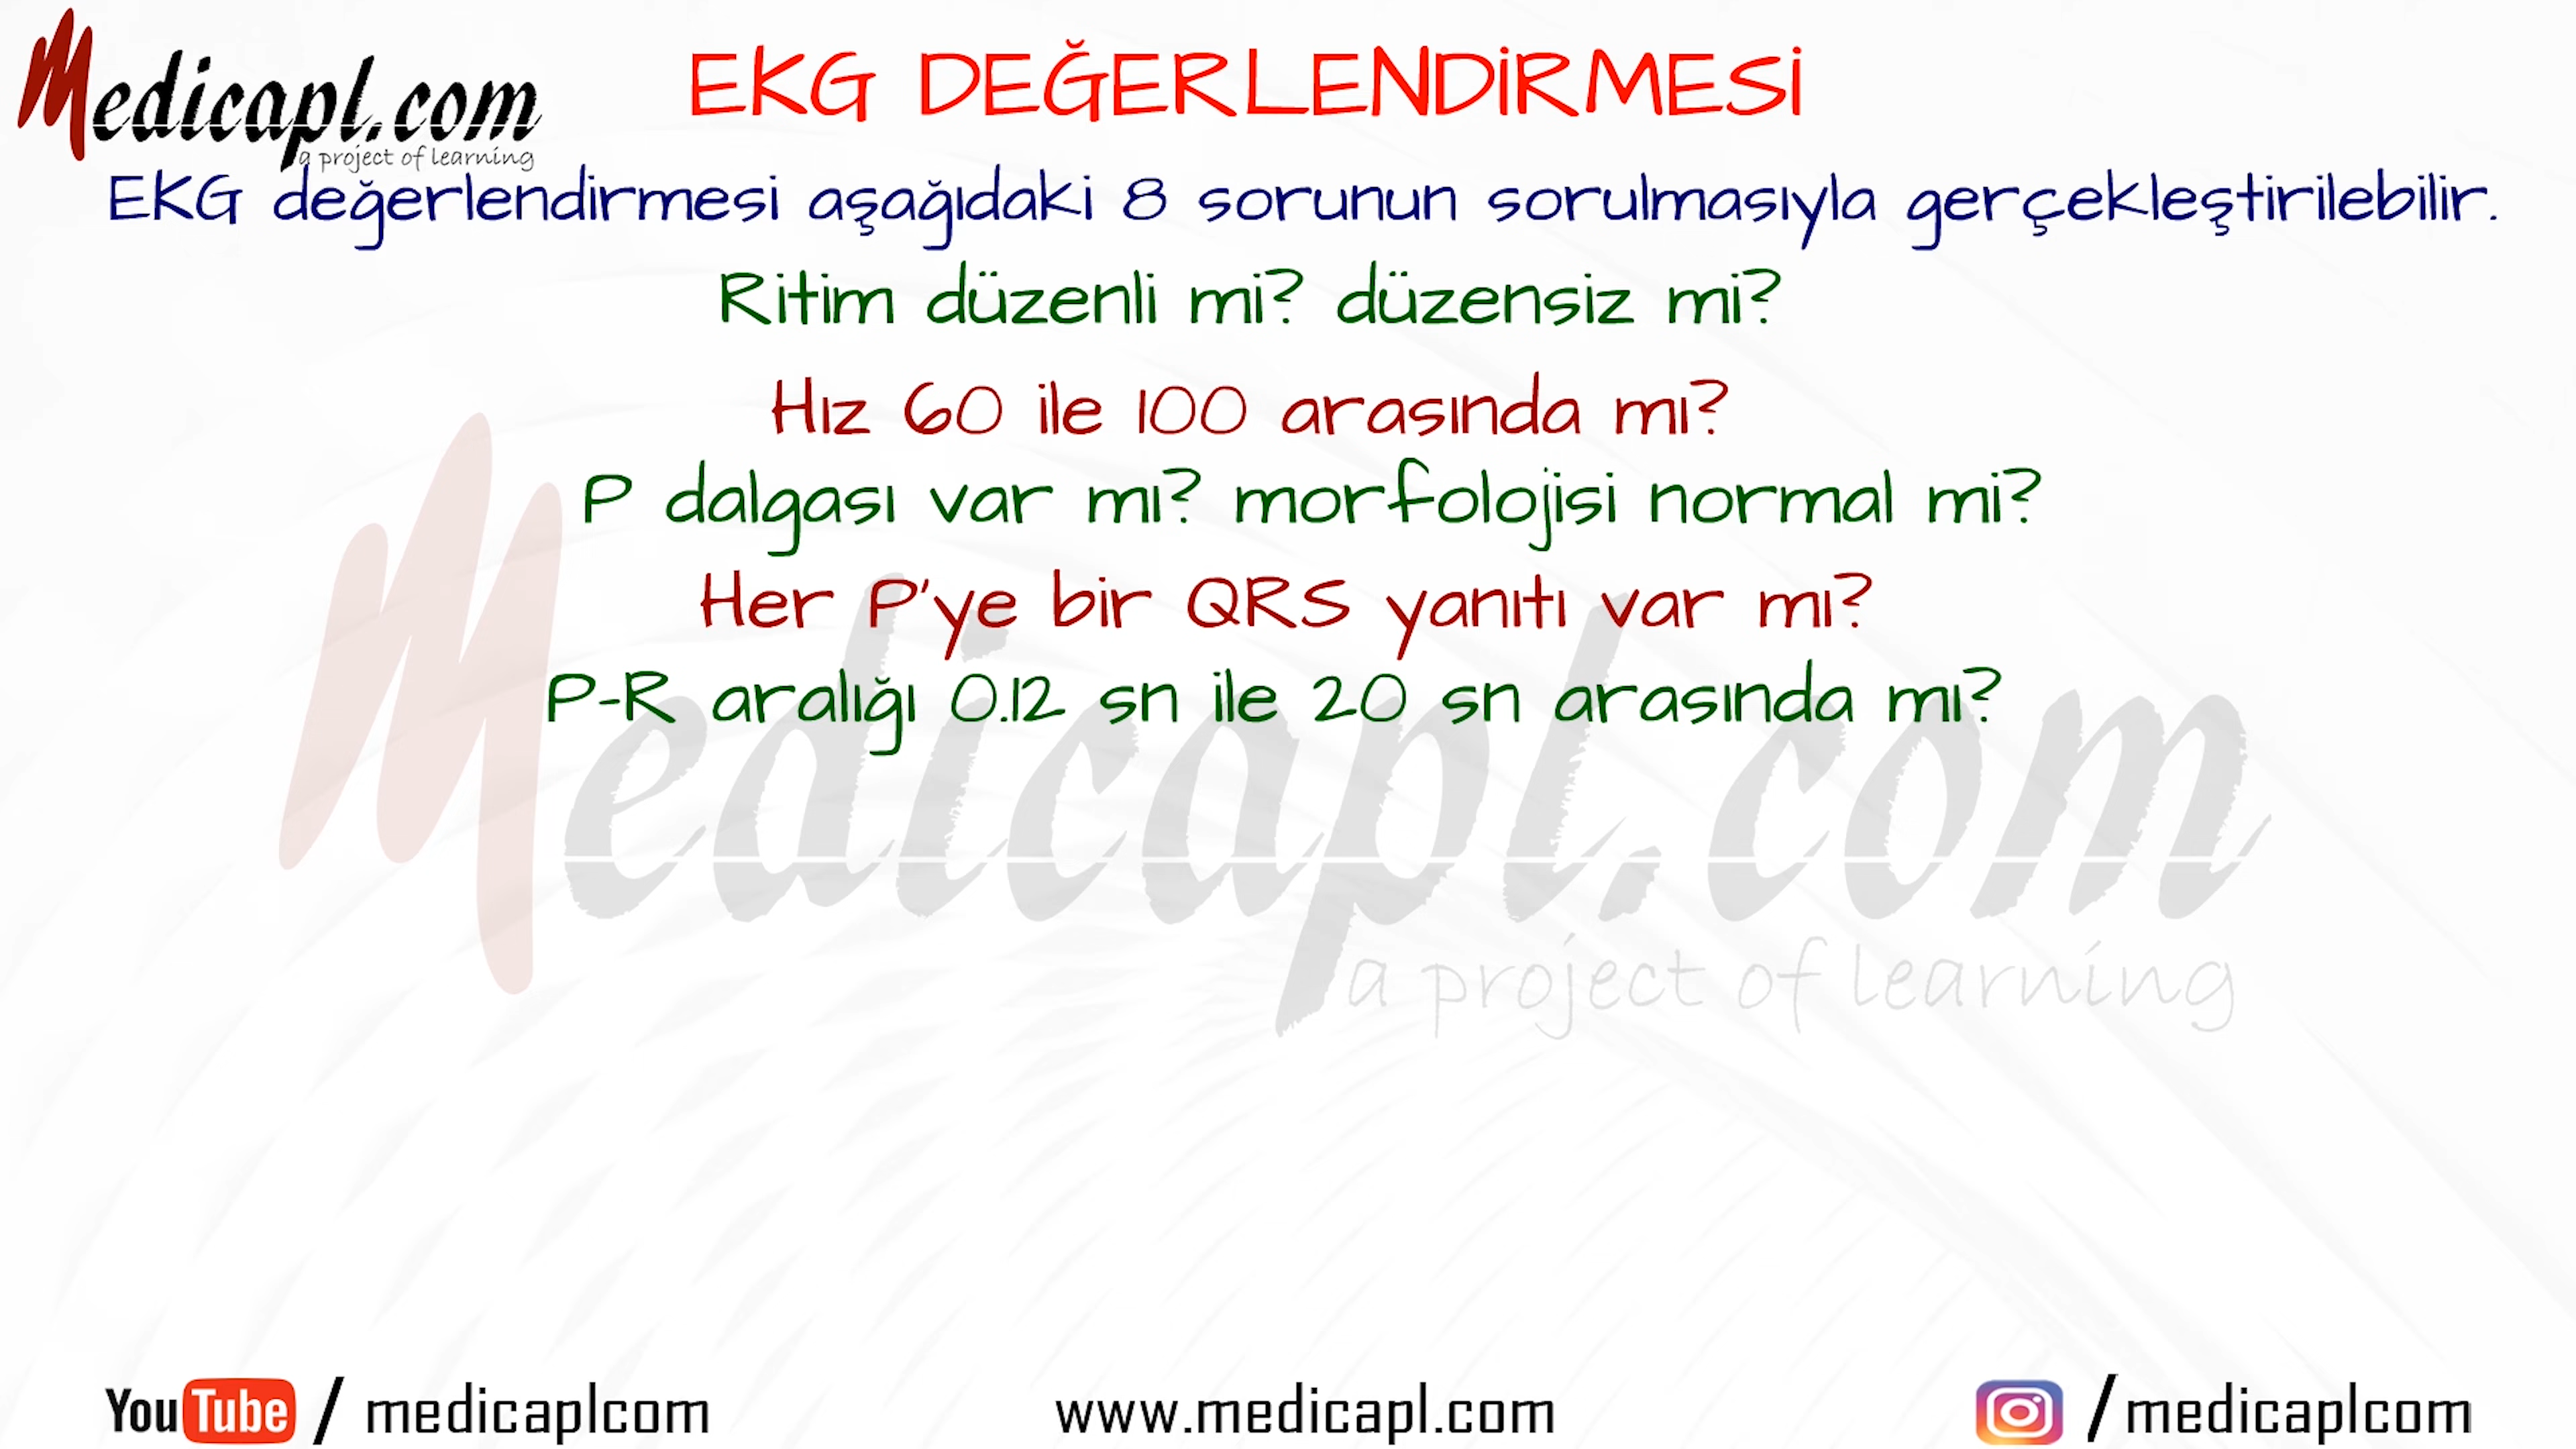 Medicapl.com
a project of learning
EKG DEĞERLENDİRMESİ
EKG değerlendirmesi aşağıdaki 8 sorunun sorulmasıyla gerçekleştirilebilir.
Ritim düzenli mi? düzensiz mi?
Hız 60 ile 100 arasında mı?
P dalgası var mı? morfolojisi normal mi?
Her P'ye bir QRS yanıtı var mı?
P-R aralığı 0.12 sn ile 20 sn arasında mı?
Medicapl.com
a project of learning
YouTube / medicaplcom
www.medicapl.com
/medicaplcom